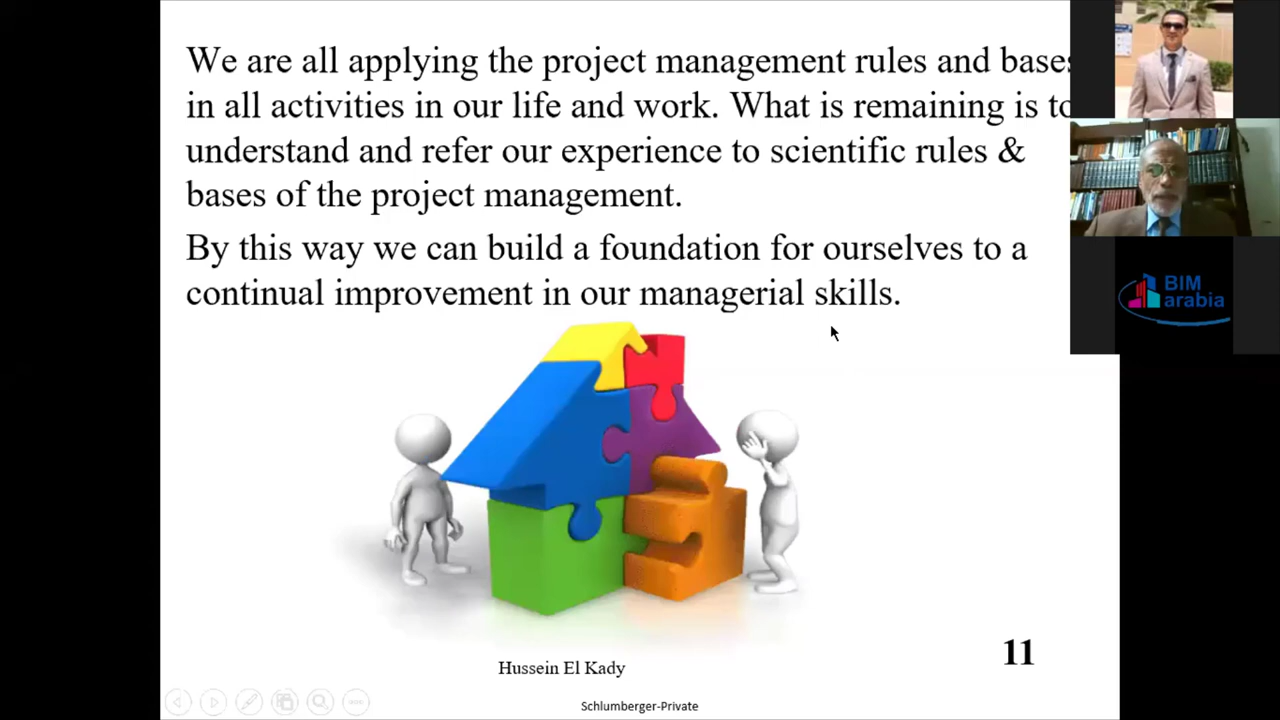 We are all applying the project management rules and bases
in all activities in our life and work. What is remaining is to
understand and refer our experience to scientific rules &
bases of the project management.
By this way we can build a foundation for ourselves to a
continual improvement in our managerial skills.
BIM
arabia
11
Hussein El Kady
Schlumberger-Private